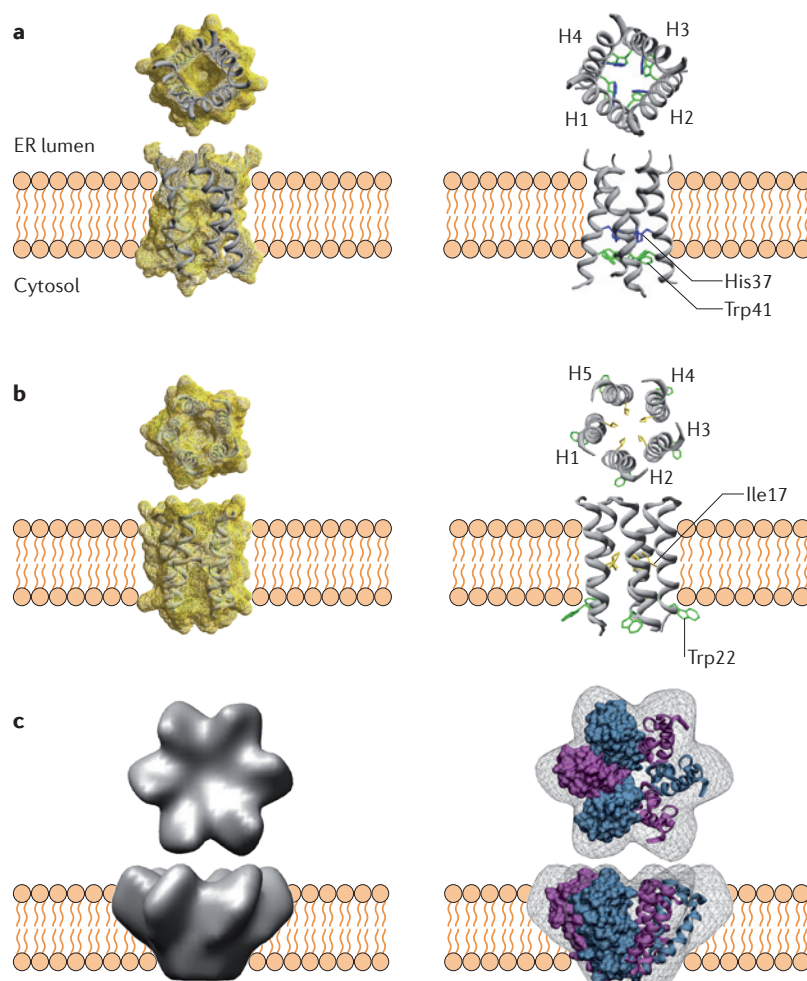 a
H4
H3
H1
H2
ER lumen
Cytosol
His37
Trp41
b
H5
H4
H3
H1
H2
Ile17
Trp22
c